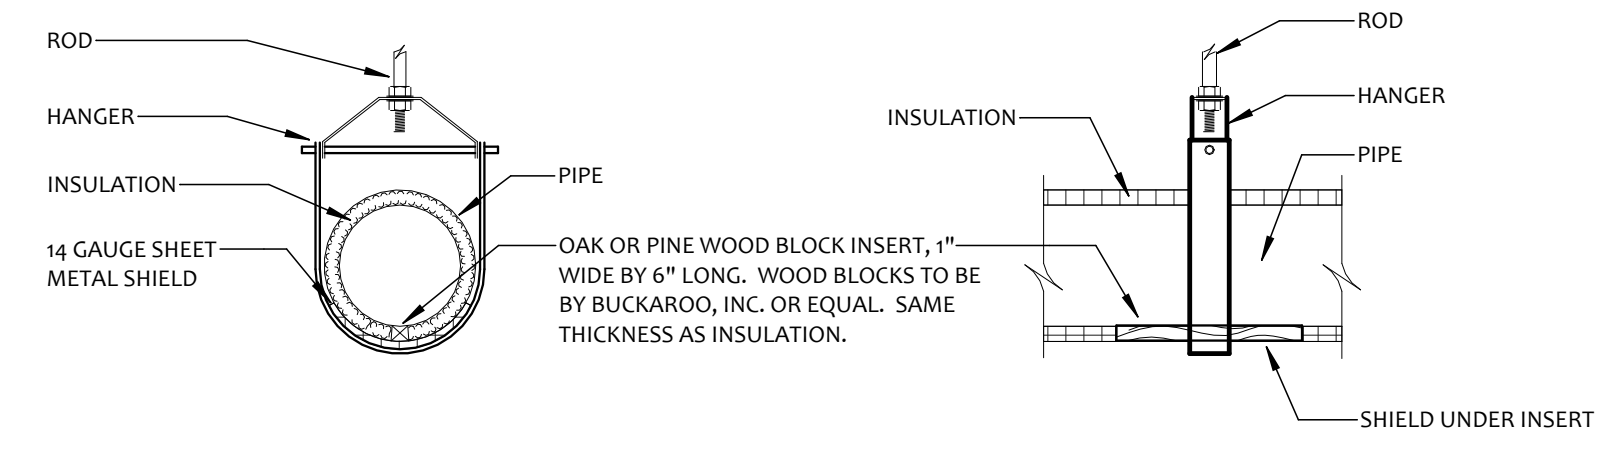 ROD
HANGER
INSULATION
14 GAUGE SHEET
METAL SHIELD
PIPE
OAK OR PINE WOOD BLOCK INSERT, 1"
WIDE BY 6" LONG. WOOD BLOCKS TO BE
BY BUCKAROO, INC. OR EQUAL. SAME
THICKNESS AS INSULATION.
INSULATION
ROD
HANGER
PIPE
SHIELD UNDER INSERT